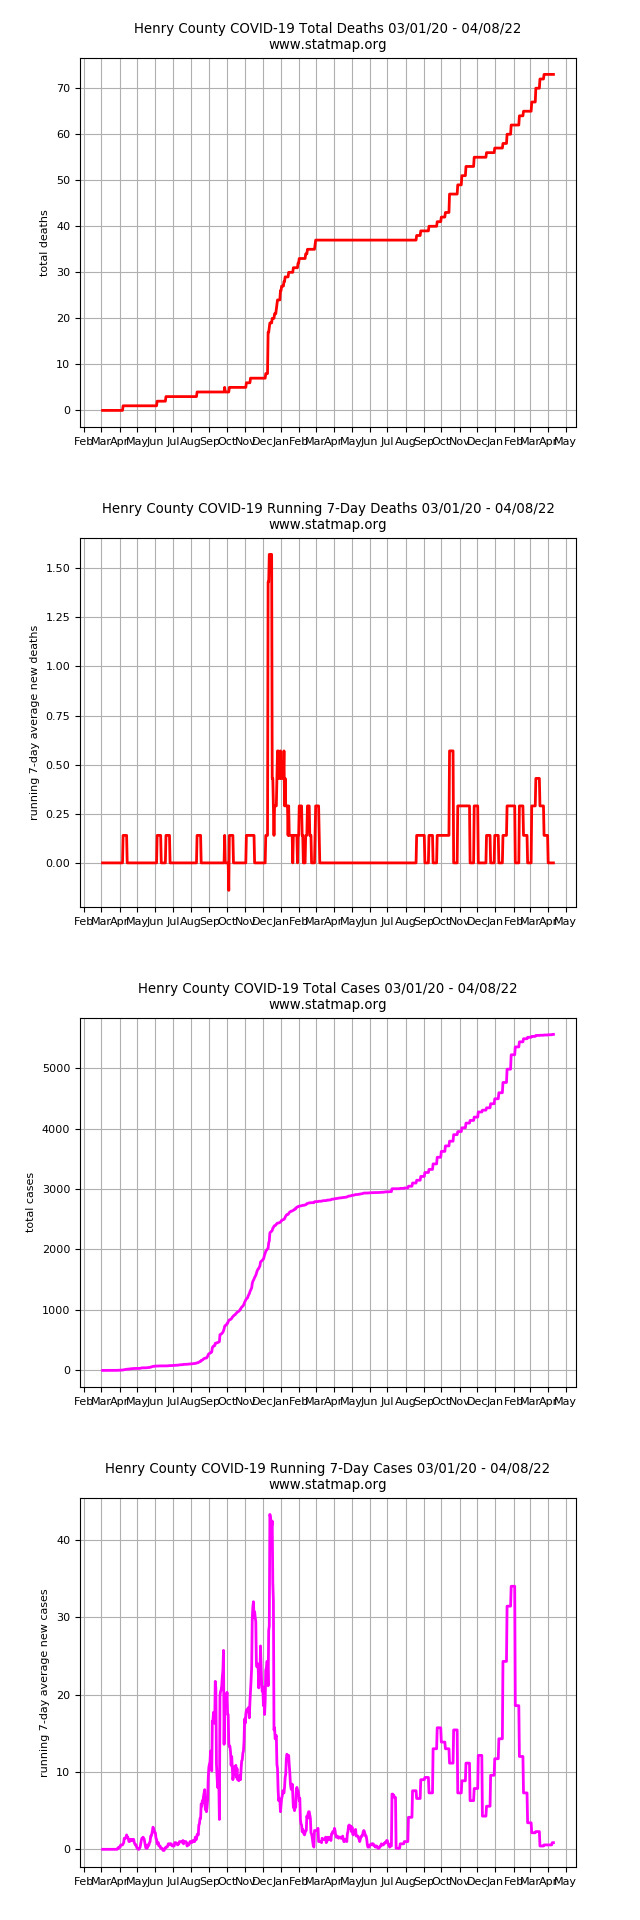 Henry County COVID-19 Total Deaths 03/01/20 - 04/08/22
www.statmap.org
70
60
50
40
30
20
10
0
total deaths
Feb Mar Apr May Jun Jul Aug Sep Oct Nov Dec Jan Feb Mar Apr May Jun Jul Aug Sep Oct Nov Dec Jan Feb Mar Apr May
Henry County COVID-19 Running 7-Day Deaths 03/01/20 - 04/08/22
www.statmap.org
1.50
1.25
1.00
0.75
0.50
0.25
0.00
running 7-day average new deaths
Feb Mar Apr May Jun Jul Aug Sep Oct Nov Dec Jan Feb Mar Apr May Jun Jul Aug Sep Oct Nov Dec Jan Feb Mar Apr May
Henry County COVID-19 Total Cases 03/01/20 - 04/08/22
www.statmap.org
5000
4000
3000
2000
1000
0
total cases
Feb Mar Apr May Jun Jul Aug Sep Oct Nov Dec Jan Feb Mar Apr May Jun Jul Aug Sep Oct Nov Dec Jan Feb Mar Apr May
Henry County COVID-19 Running 7-Day Cases 03/01/20 - 04/08/22
www.statmap.org
40
30
20
10
0
running 7-day average new cases
Feb Mar Apr May Jun Jul Aug Sep Oct Nov Dec Jan Feb Mar Apr May Jun Jul Aug Sep Oct Nov Dec Jan Feb Mar Apr May